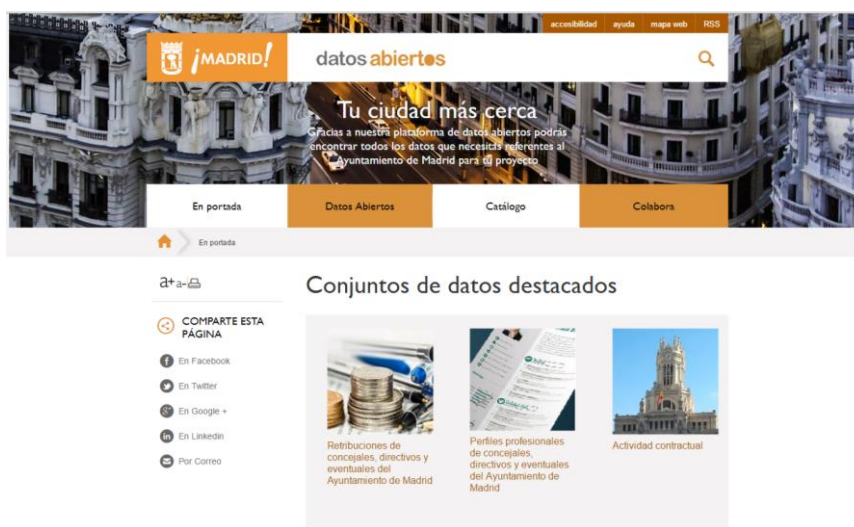 accesibilidad ayuda mapa web RSS
¡MADRID!
datos abiertos
Tu ciudad más cerca
Gracias a nuestra plataforma de datos abiertos podrás
encontrar todos los datos que necesitas referentes al
Ayuntamiento de Madrid para tu proyecto
En portada Datos Abiertos Catálogo Colabora
En portada
a+ a-
COMPARTE ESTA
PÁGINA
En Facebook
En Twitter
En Google +
En Linkedin
Por Correo
Conjuntos de datos destacados
Retribuciones de
concejales, directivos y
eventuales del
Ayuntamiento de Madrid
Perfiles profesionales
de concejales,
directivos y eventuales
del Ayuntamiento de
Madrid
Actividad contractual